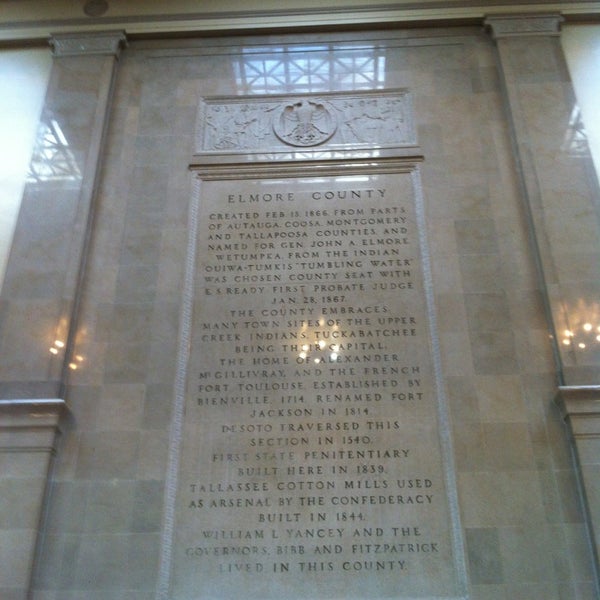 ELMORE COUNTY
CREATED FEB. 15, 1866, FROM PARTS
OF AUTAUGA, COOSA, MONTGOMERY
AND TALLAPOOSA COUNTIES, AND
NAMED FOR GEN. JOHN A. ELMORE.
WETUMPKA, FROM THE INDIAN
OUIWA-TUMKIS "TUMBLING WATER"
WAS CHOSEN COUNTY SEAT WITH
E. S. READY FIRST PROBATE JUDGE
JAN. 28, 1867.
THE COUNTY EMBRACES
MANY TOWN SITES OF THE UPPER
CREEK INDIANS, TUCKABATCHEE
BEING THEIR CAPITAL,
THE HOME OF ALEXANDER
McGILLIVRAY, AND THE FRENCH
FORT, TOULOUSE, ESTABLISHED BY
BIENVILLE, 1714, RENAMED FORT
JACKSON IN 1814.
DESOTO TRAVERSED THIS
SECTION IN 1540.
FIRST STATE PENITENTIARY
BUILT HERE IN 1839.
TALLASSEE COTTON MILLS USED
AS ARSENAL BY THE CONFEDERACY
BUILT IN 1844.
WILLIAM L. YANCEY AND THE
GOVERNORS, BIBB, AND FITZPATRICK
LIVED IN THIS COUNTY.